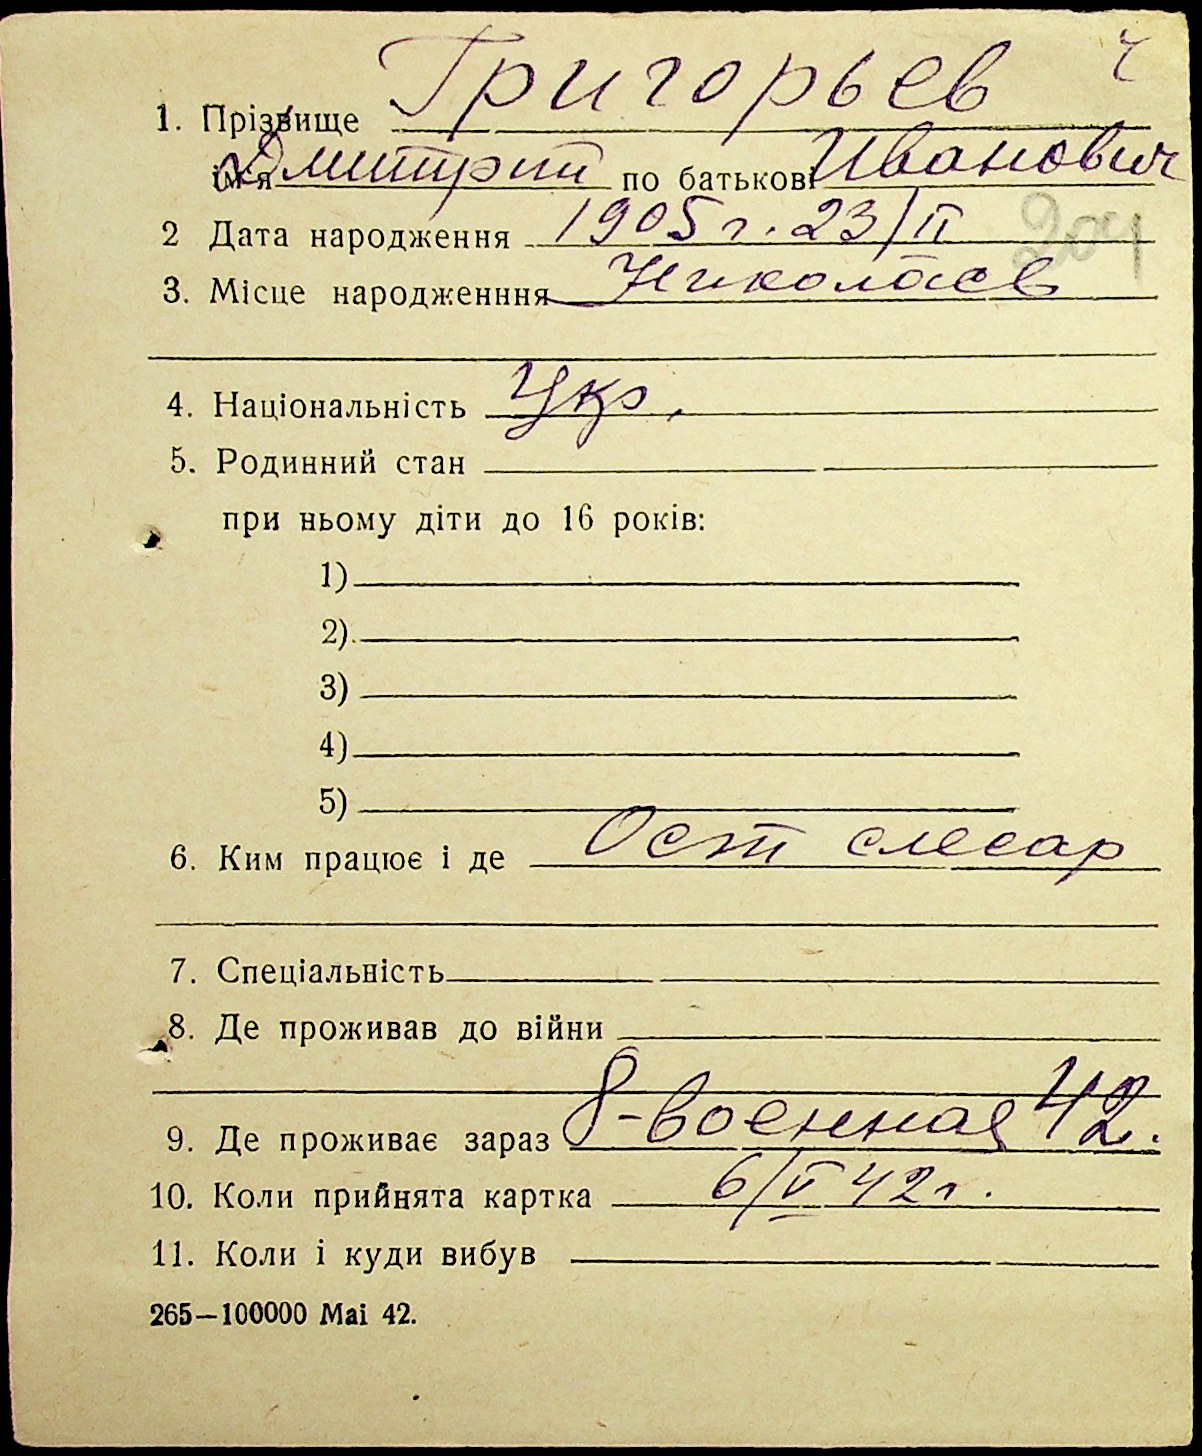 ч
1. Прізвище Григорьев
ім'я Дмитрий по батькові Иванович
2 Дата народження 1905 г. 23/II
204
3. Місце народженння Николаев
4. Національність Укр.
5. Родинний стан
при ньому діти до 16 років:
1)
2)
3)
4)
5)
6. Ким працює і де Ост слесар
7. Спеціальність
8. Де проживав до війни
9. Де проживає зараз 8-военная 42.
10. Коли прийнята картка 6/V 42 г.
11. Коли і куди вибув
265—100000 Маі 42.